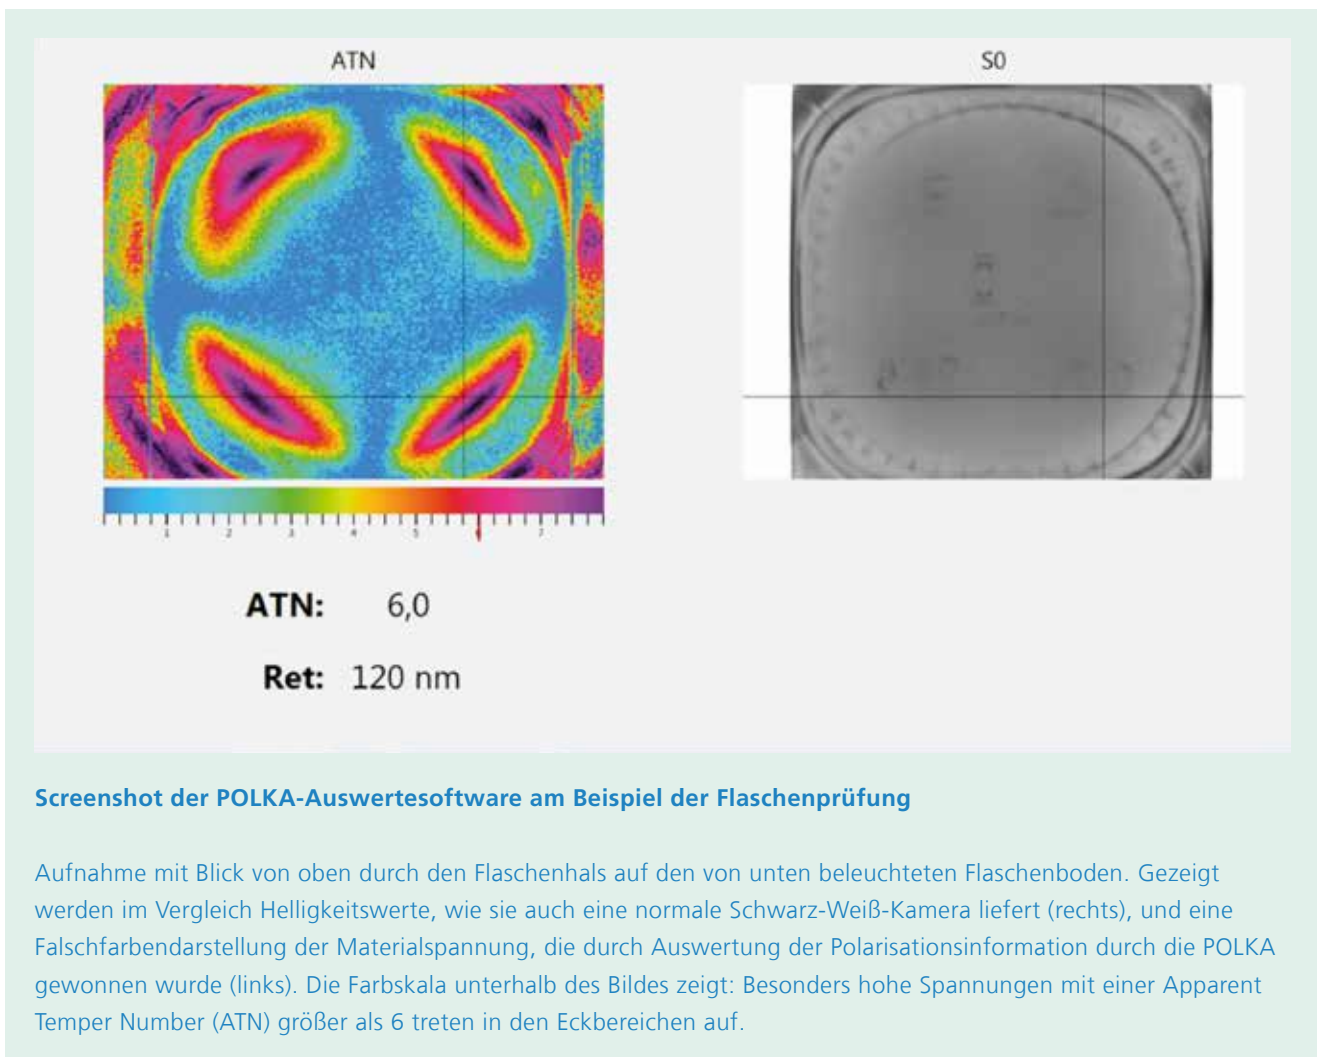 ATN
S0
1 2 3 4 5 7
ATN: 6,0
Ret: 120 nm
Screenshot der POLKA-Auswertesoftware am Beispiel der Flaschenprüfung
Aufnahme mit Blick von oben durch den Flaschenhals auf den von unten beleuchteten Flaschenboden. Gezeigt
werden im Vergleich Helligkeitswerte, wie sie auch eine normale Schwarz-Weiß-Kamera liefert (rechts), und eine
Falschfarbendarstellung der Materialspannung, die durch Auswertung der Polarisationsinformation durch die POLKA
gewonnen wurde (links). Die Farbskala unterhalb des Bildes zeigt: Besonders hohe Spannungen mit einer Apparent
Temper Number (ATN) größer als 6 treten in den Eckbereichen auf.